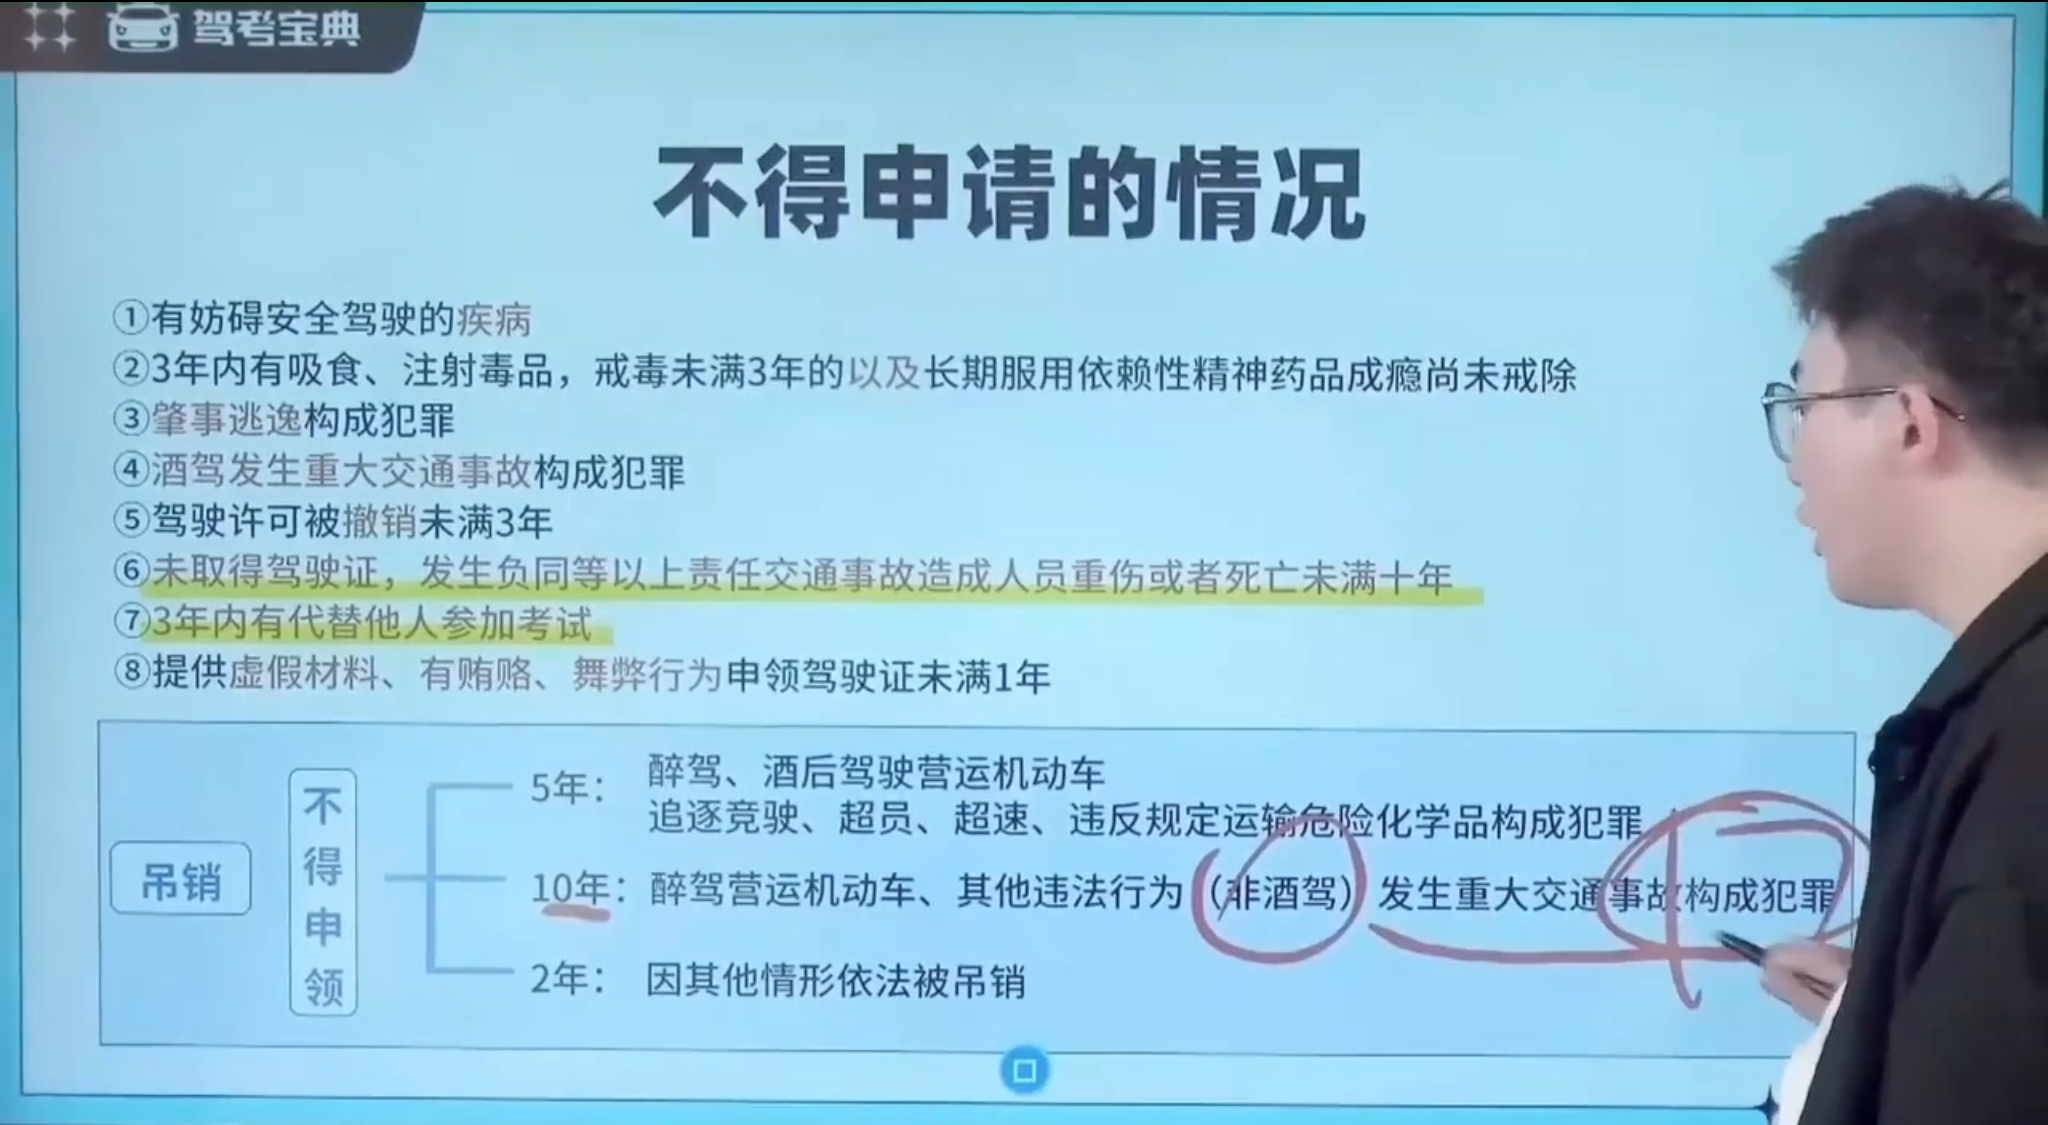 驾考宝典
不得申请的情况
①有妨碍安全驾驶的疾病
②3年内有吸食、注射毒品，戒毒未满3年的以及长期服用依赖性精神药品成瘾尚未戒除
③肇事逃逸构成犯罪
④酒驾发生重大交通事故构成犯罪
⑤驾驶许可被撤销未满3年
⑥未取得驾驶证，发生负同等以上责任交通事故造成人员重伤或者死亡未满十年
⑦3年内有代替他人参加考试
⑧提供虚假材料、有贿赂、舞弊行为申领驾驶证未满1年
吊销
不得申领
5年：
醉驾、酒后驾驶营运机动车
追逐竞驶、超员、超速、违反规定运输危险化学品构成犯罪
10年：醉驾营运机动车、其他违法行为（非酒驾）发生重大交通事故构成犯罪
2年：因其他情形依法被吊销